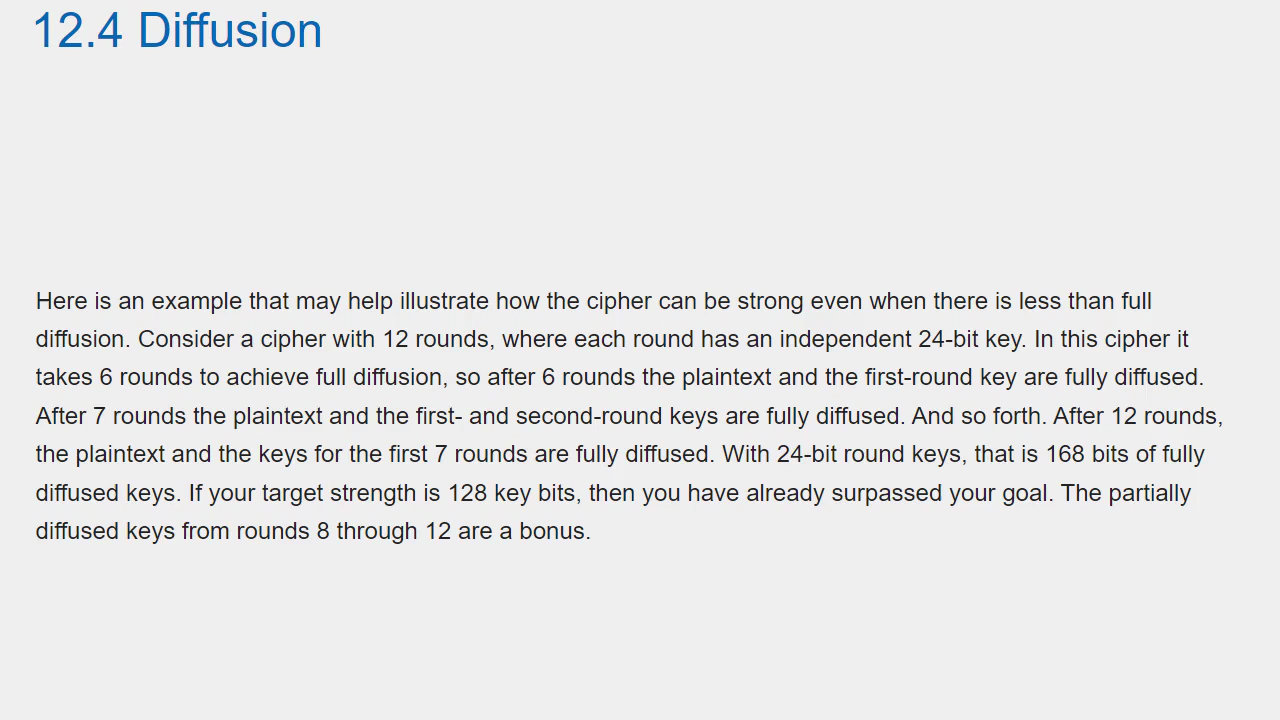 12.4 Diffusion
Here is an example that may help illustrate how the cipher can be strong even when there is less than full
diffusion. Consider a cipher with 12 rounds, where each round has an independent 24-bit key. In this cipher it
takes 6 rounds to achieve full diffusion, so after 6 rounds the plaintext and the first-round key are fully diffused.
After 7 rounds the plaintext and the first- and second-round keys are fully diffused. And so forth. After 12 rounds,
the plaintext and the keys for the first 7 rounds are fully diffused. With 24-bit round keys, that is 168 bits of fully
diffused keys. If your target strength is 128 key bits, then you have already surpassed your goal. The partially
diffused keys from rounds 8 through 12 are a bonus.